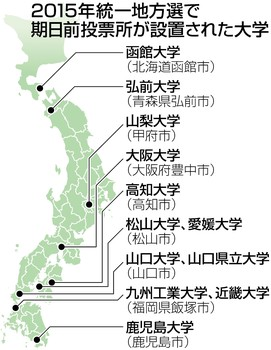 2015年統一地方選で
期日前投票所が設置された大学
函館大学
（北海道函館市）
弘前大学
（青森県弘前市）
山梨大学
（甲府市）
大阪大学
（大阪府豊中市）
高知大学
（高知市）
松山大学、愛媛大学
（松山市）
山口大学、山口県立大学
（山口市）
九州工業大学、近畿大学
（福岡県飯塚市）
鹿児島大学
（鹿児島市）